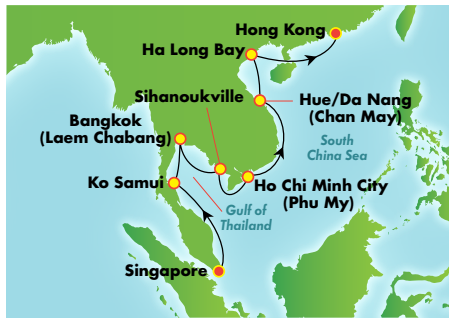 Hong Kong
Ha Long Bay
Sihanoukville
Hue/Da Nang
(Chan May)
Bangkok
(Laem Chabang)
South
China Sea
Ko Samui
Ho Chi Minh City
(Phu My)
Gulf of
Thailand
Singapore